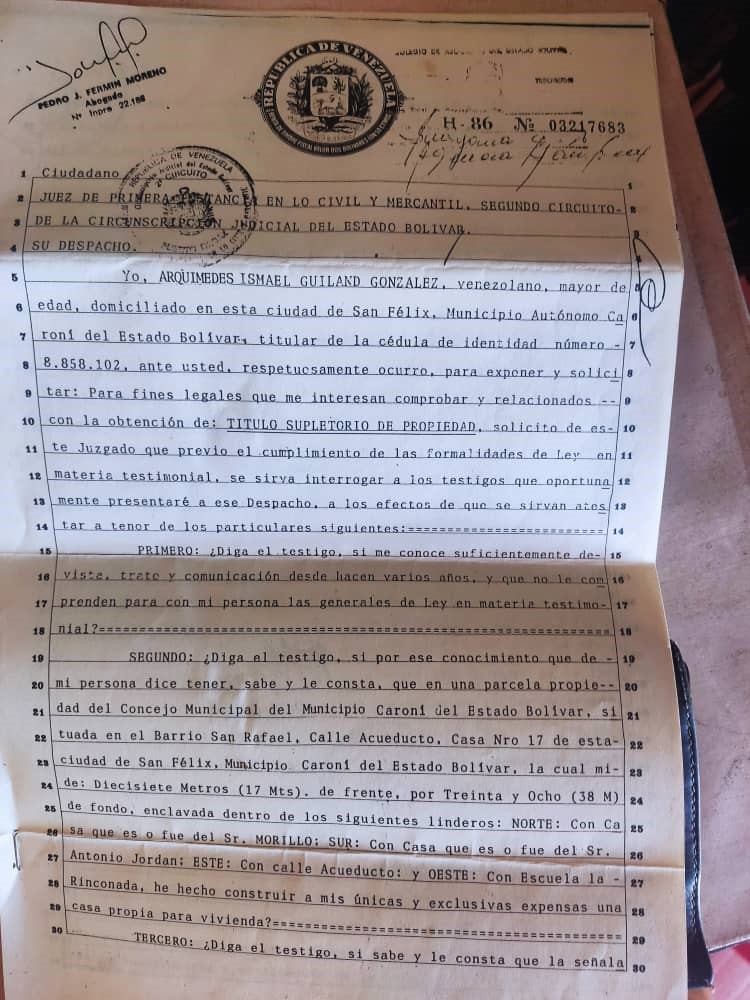 PEDRO J. FERMIN MORENO
Abogado
Nº Inpre 22.186
REPUBLICA DE VENEZUELA
H-86 Nº 03217683
REPUBLICA DE VENEZUELA
2º CIRCUITO
1 Ciudadano 1
2 JUEZ DE PRIMERA INSTANCIA EN LO CIVIL Y MERCANTIL, SEGUNDO CIRCUITO- 2
3 DE LA CIRCUNSCRIPCIÓN JUDICIAL DEL ESTADO BOLIVAR. 3
4 SU DESPACHO. 4
5 Yo, ARQUIMEDES ISMAEL GUILAND GONZALEZ, venezolano, mayor de 5
6 edad, domiciliado en esta ciudad de San Félix, Municipio Autónomo Ca 6
7 roní del Estado Bolívar, titular de la cédula de identidad número - 7
8 8.858.102, ante usted, respetucsamente ocurro, para exponer y solici 8
9 tar: Para fines legales que me interesan comprobar y relacionados -- 9
10 con la obtención de: TITULO SUPLETORIO DE PROPIEDAD, solicito de es- 10
11 te Juzgado que previo el cumplimiento de las formalidades de Ley en 11
12 materia testimonial, se sirva interrogar a los testigos que oportuna 12
13 mente presentaré a ese Despacho, a los efectos de que se sirvan ates 13
14 tar a tenor de los particulares siguientes:======================== 14
15 PRIMERO: ¿Diga el testigo, si me conoce suficientemente de- 15
16 vista, trato y comunicación desde hacen varios años, y que no le com 16
17 prenden para con mi persona las generales de Ley en materia testimo- 17
18 nial?=============================================================== 18
19 SEGUNDO: ¿Diga el testigo, si por ese conocimiento que de - 19
20 mi persona dice tener, sabe y le consta, que en una parcela propie-- 20
21 dad del Concejo Municipal del Municipio Caroní del Estado Bolívar, si 21
22 tuada en el Barrio San Rafael, Calle Acueducto, Casa Nro 17 de esta- 22
23 ciudad de San Félix, Municipio Caroní del Estado Bolívar, la cual mi- 23
24 de: Diecisiete Metros (17 Mts). de frente, por Treinta y Ocho (38 M) 24
25 de fondo, enclavada dentro de los siguientes linderos: NORTE: Con Ca 25
26 sa que es o fue del Sr. MORILLO: SUR: Con Casa que es o fue del Sr. 26
27 Antonio Jordan: ESTE: Con calle Acueducto: y OESTE: Con Escuela la - 27
28 Rinconada, he hecho construir a mis únicas y exclusivas expensas una 28
29 casa propia para vivienda?========================================== 29
30 TERCERO: ¿Diga el testigo, si sabe y le consta que la señala 30